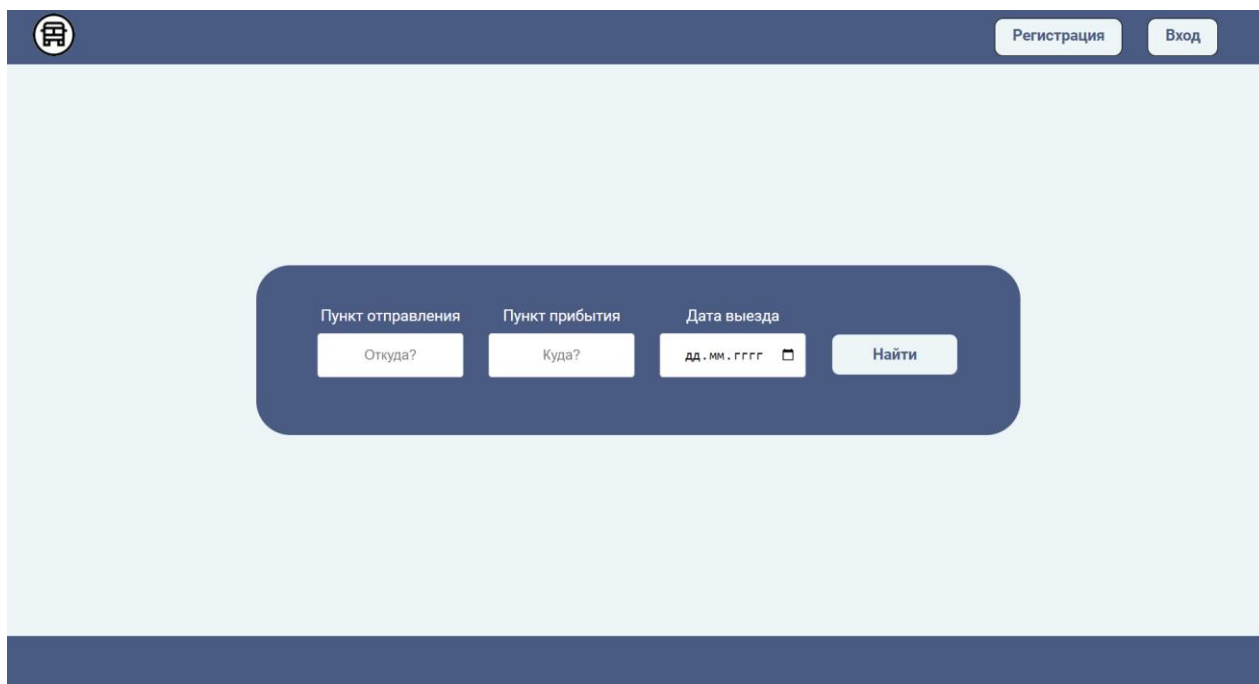 Регистрация Вход
Пункт отправления Пункт прибытия Дата выезда
Откуда? Куда? дд.мм.гггг Найти